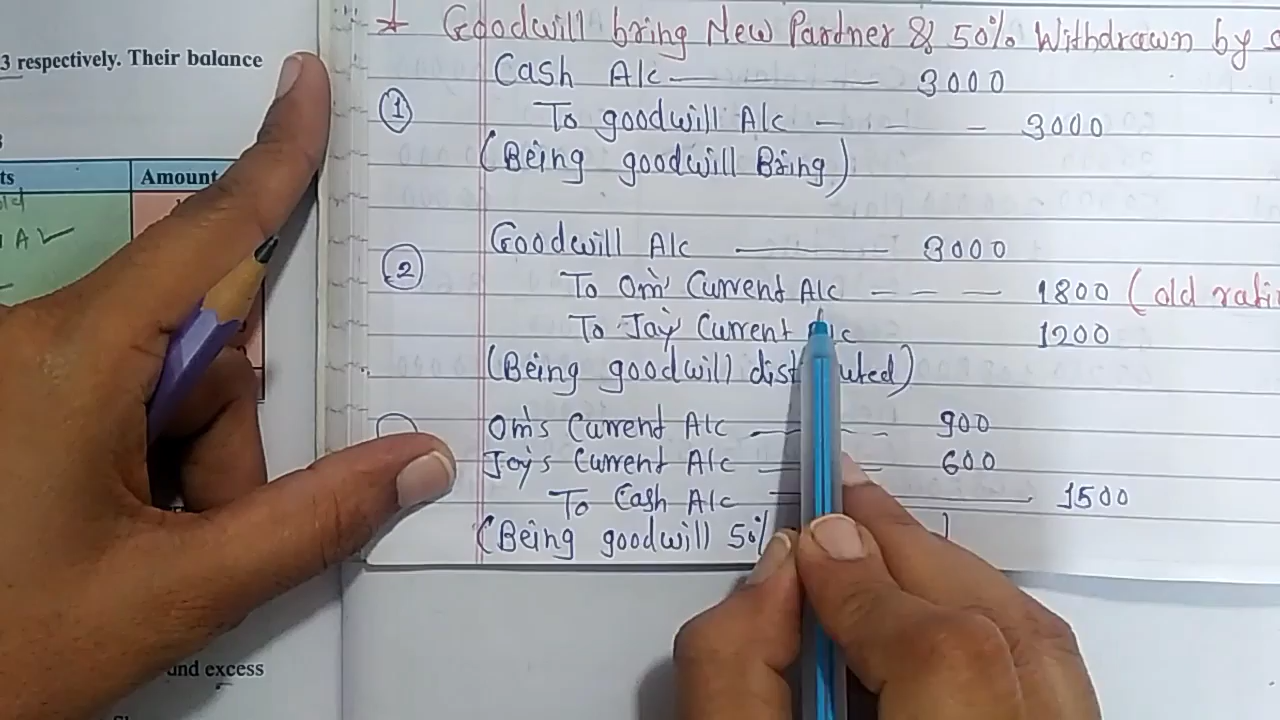 3 respectively. Their balance
ts Amount
and excess
★ Goodwill bring New Partner & 50% Withdrawn by
Cash A/c — — — 3000
① To goodwill A/c - - - 3000
(Being goodwill Bring)
Goodwill A/c — 3000
② To Om' Current A/c - - - 1800 (old ratio
To Jay' Current A/c 1200
(Being goodwill dist uted)
Om's Current A/c — - - 900
Jay's Current A/c — — 600
To Cash A/c — 1500
(Being goodwill 50%